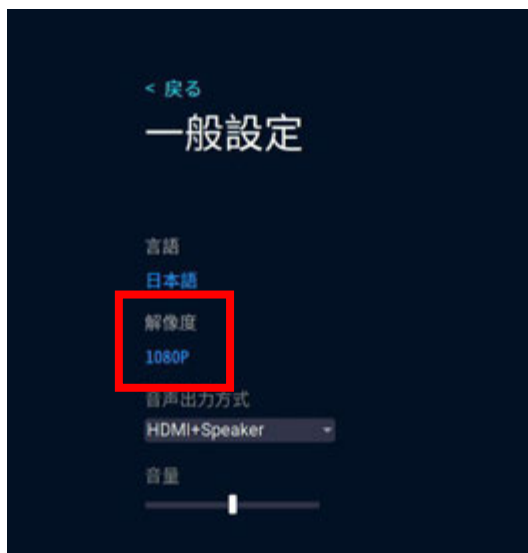 < 戻る
一般設定
言語
日本語
解像度
1080P
音声出力方式
HDMI+Speaker
音量